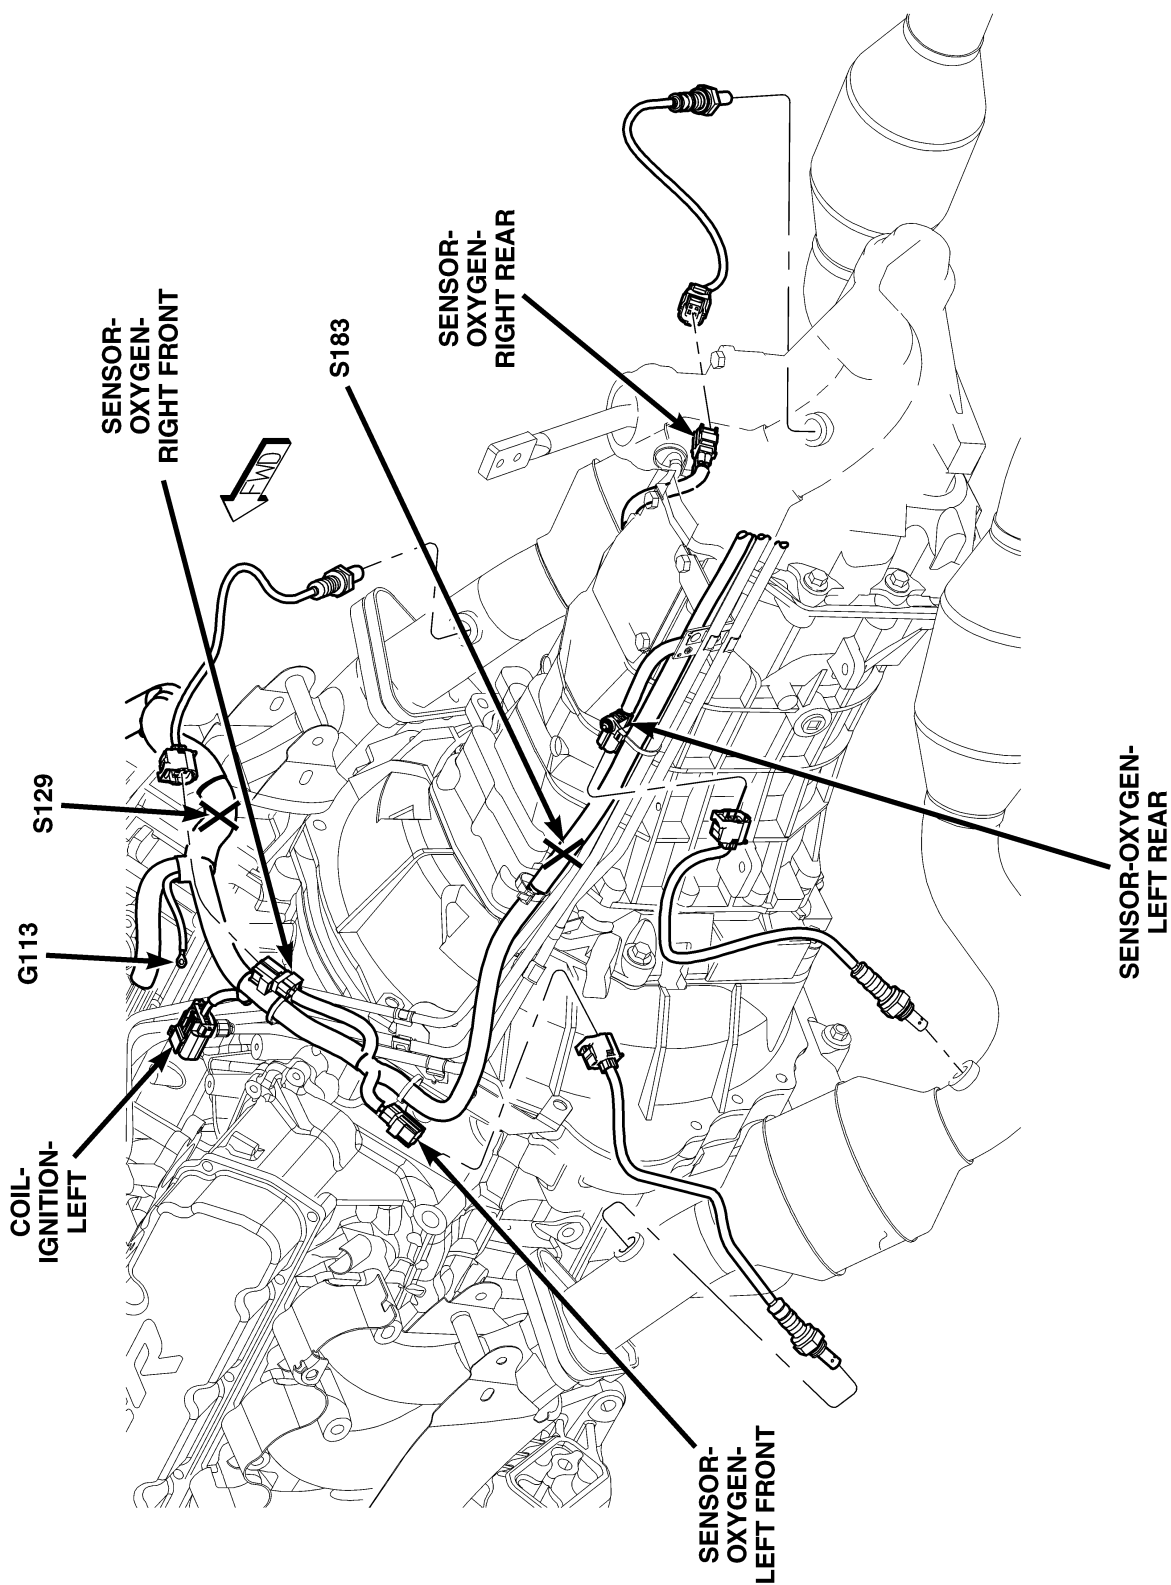 SENSOR-
OXYGEN-
RIGHT REAR
SENSOR-
OXYGEN-
RIGHT FRONT
S183
FWD
S129
G113
COIL-
IGNITION-
LEFT
SENSOR-OXYGEN-
LEFT REAR
SENSOR-
OXYGEN-
LEFT FRONT